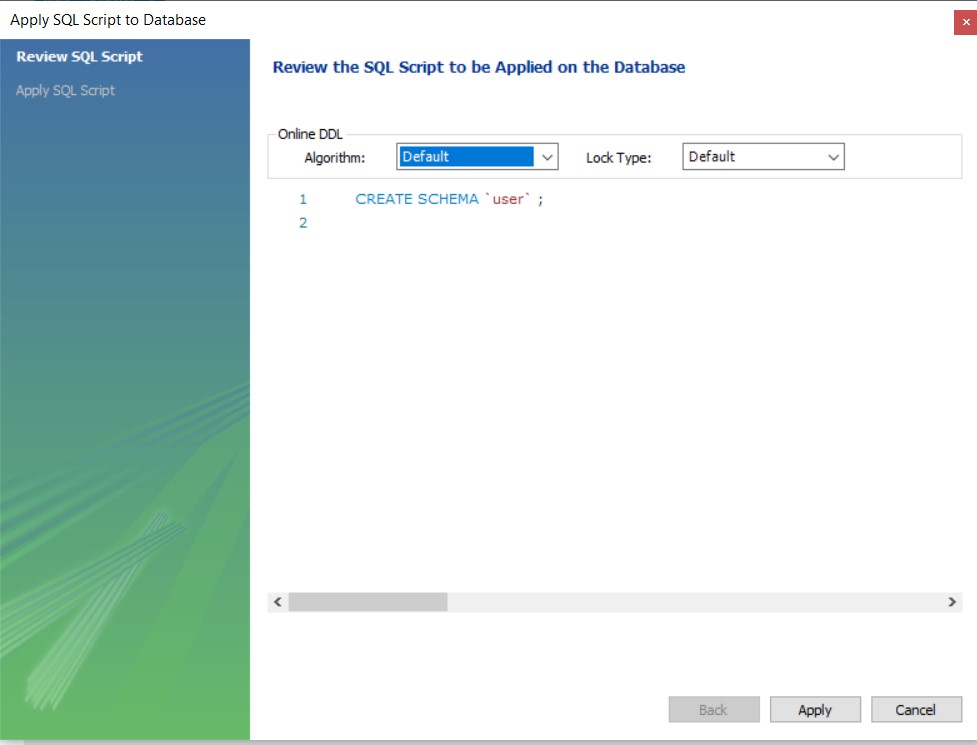 Apply SQL Script to Database
Review SQL Script
Apply SQL Script
Review the SQL Script to be Applied on the Database
Online DDL
Algorithm: Default Lock Type: Default
1 CREATE SCHEMA `user` ;
2
Back Apply Cancel